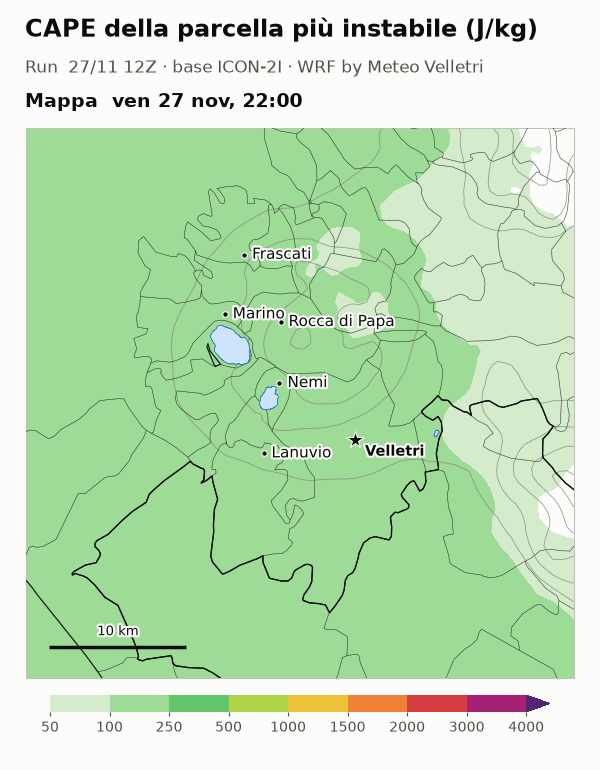 CAPE della parcella più instabile (J/kg)
Run  27/11 12Z · base ICON-2I · WRF by Meteo Velletri
Mappa  ven 27 nov, 22:00
Frascati
Marino
Rocca di Papa
Nemi
Velletri
Lanuvio
10 km
50 100 250 500 1000 1500 2000 3000 4000